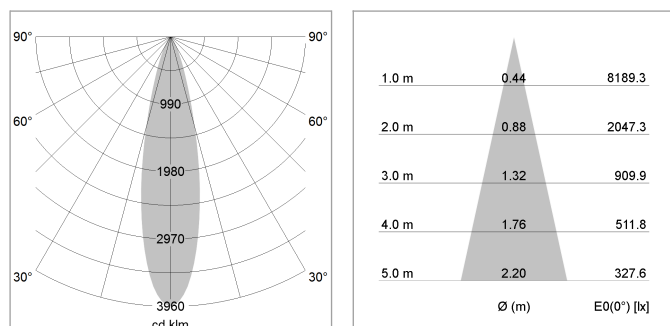 90° 90°
990
60° 60°
1980
2970
30° 30°
3960
cd klm
1.0 m 0.44 8189.3
2.0 m 0.88 2047.3
3.0 m 1.32 909.9
4.0 m 1.76 511.8
5.0 m 2.20 327.6
Ø (m) E0(0°) [lx]